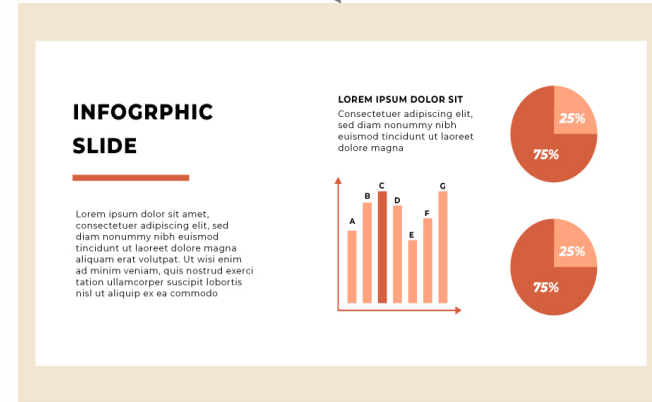 INFOGRPHIC
SLIDE
Lorem ipsum dolor sit amet,
consectetuer adipiscing elit, sed
diam nonummy nibh euismod
tincidunt ut laoreet dolore magna
aliquam erat volutpat. Ut wisi enim
ad minim veniam, quis nostrud exerci
tation ullamcorper suscipit lobortis
nisl ut aliquip ex ea commodo
LOREM IPSUM DOLOR SIT
Consectetuer adipiscing elit,
sed diam nonummy nibh
euismod tincidunt ut laoreet
dolore magna
A
B
C
D
E
F
G
25%
75%
25%
75%